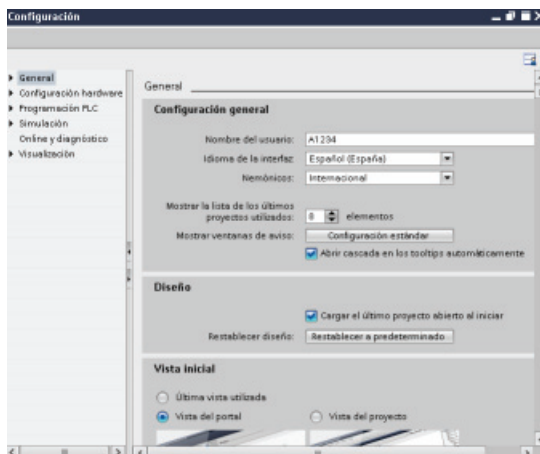 Configuración
General
Configuración hardware
Programación PLC
Simulación
Online y diagnóstico
Visualización
General
Configuración general
Nombre del usuario: A1234
Idioma de la interfaz: Español (España)
Nemónicos: Internacional
Mostrar la lista de los últimos
proyectos utilizados: 8 elementos
Mostrar ventanas de aviso: Configuración estándar
Abrir cascada en los tooltips automáticamente
Diseño
Cargar el último proyecto abierto al iniciar
Restablecer diseño: Restablecer a predeterminado
Vista inicial
Última vista utilizada
Vista del portal Vista del proyecto